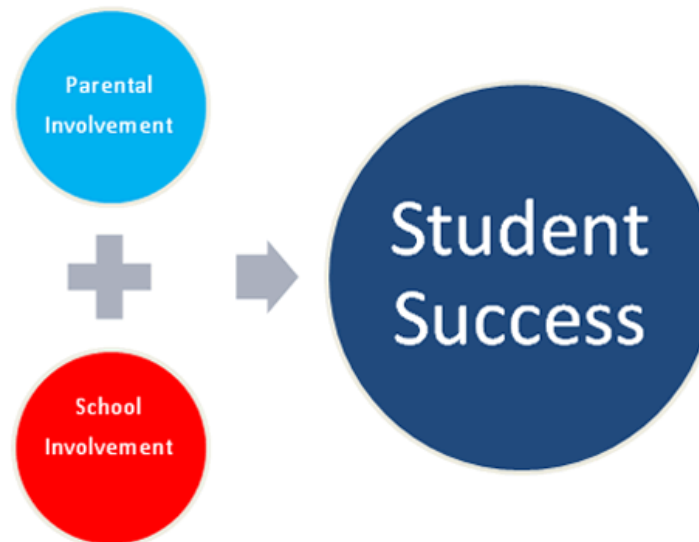 Parental
Involvement
School
Involvement
Student
Success